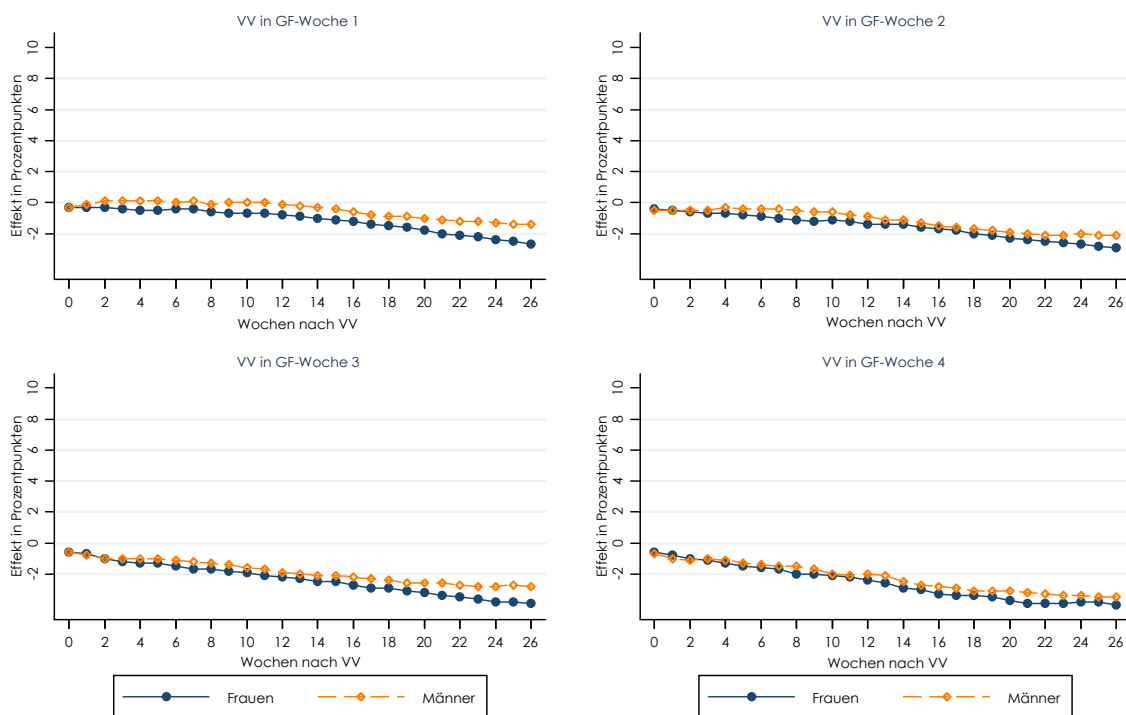 VV in GF-Woche 1
Effekt in Prozentpunkten
10
8
6
4
2
0
-2
0 2 4 6 8 10 12 14 16 18 20 22 24 26
Wochen nach VV
VV in GF-Woche 2
Effekt in Prozentpunkten
10
8
6
4
2
0
-2
0 2 4 6 8 10 12 14 16 18 20 22 24 26
Wochen nach VV
VV in GF-Woche 3
Effekt in Prozentpunkten
10
8
6
4
2
0
-2
0 2 4 6 8 10 12 14 16 18 20 22 24 26
Wochen nach VV
Frauen Männer
VV in GF-Woche 4
Effekt in Prozentpunkten
10
8
6
4
2
0
-2
0 2 4 6 8 10 12 14 16 18 20 22 24 26
Wochen nach VV
Frauen Männer